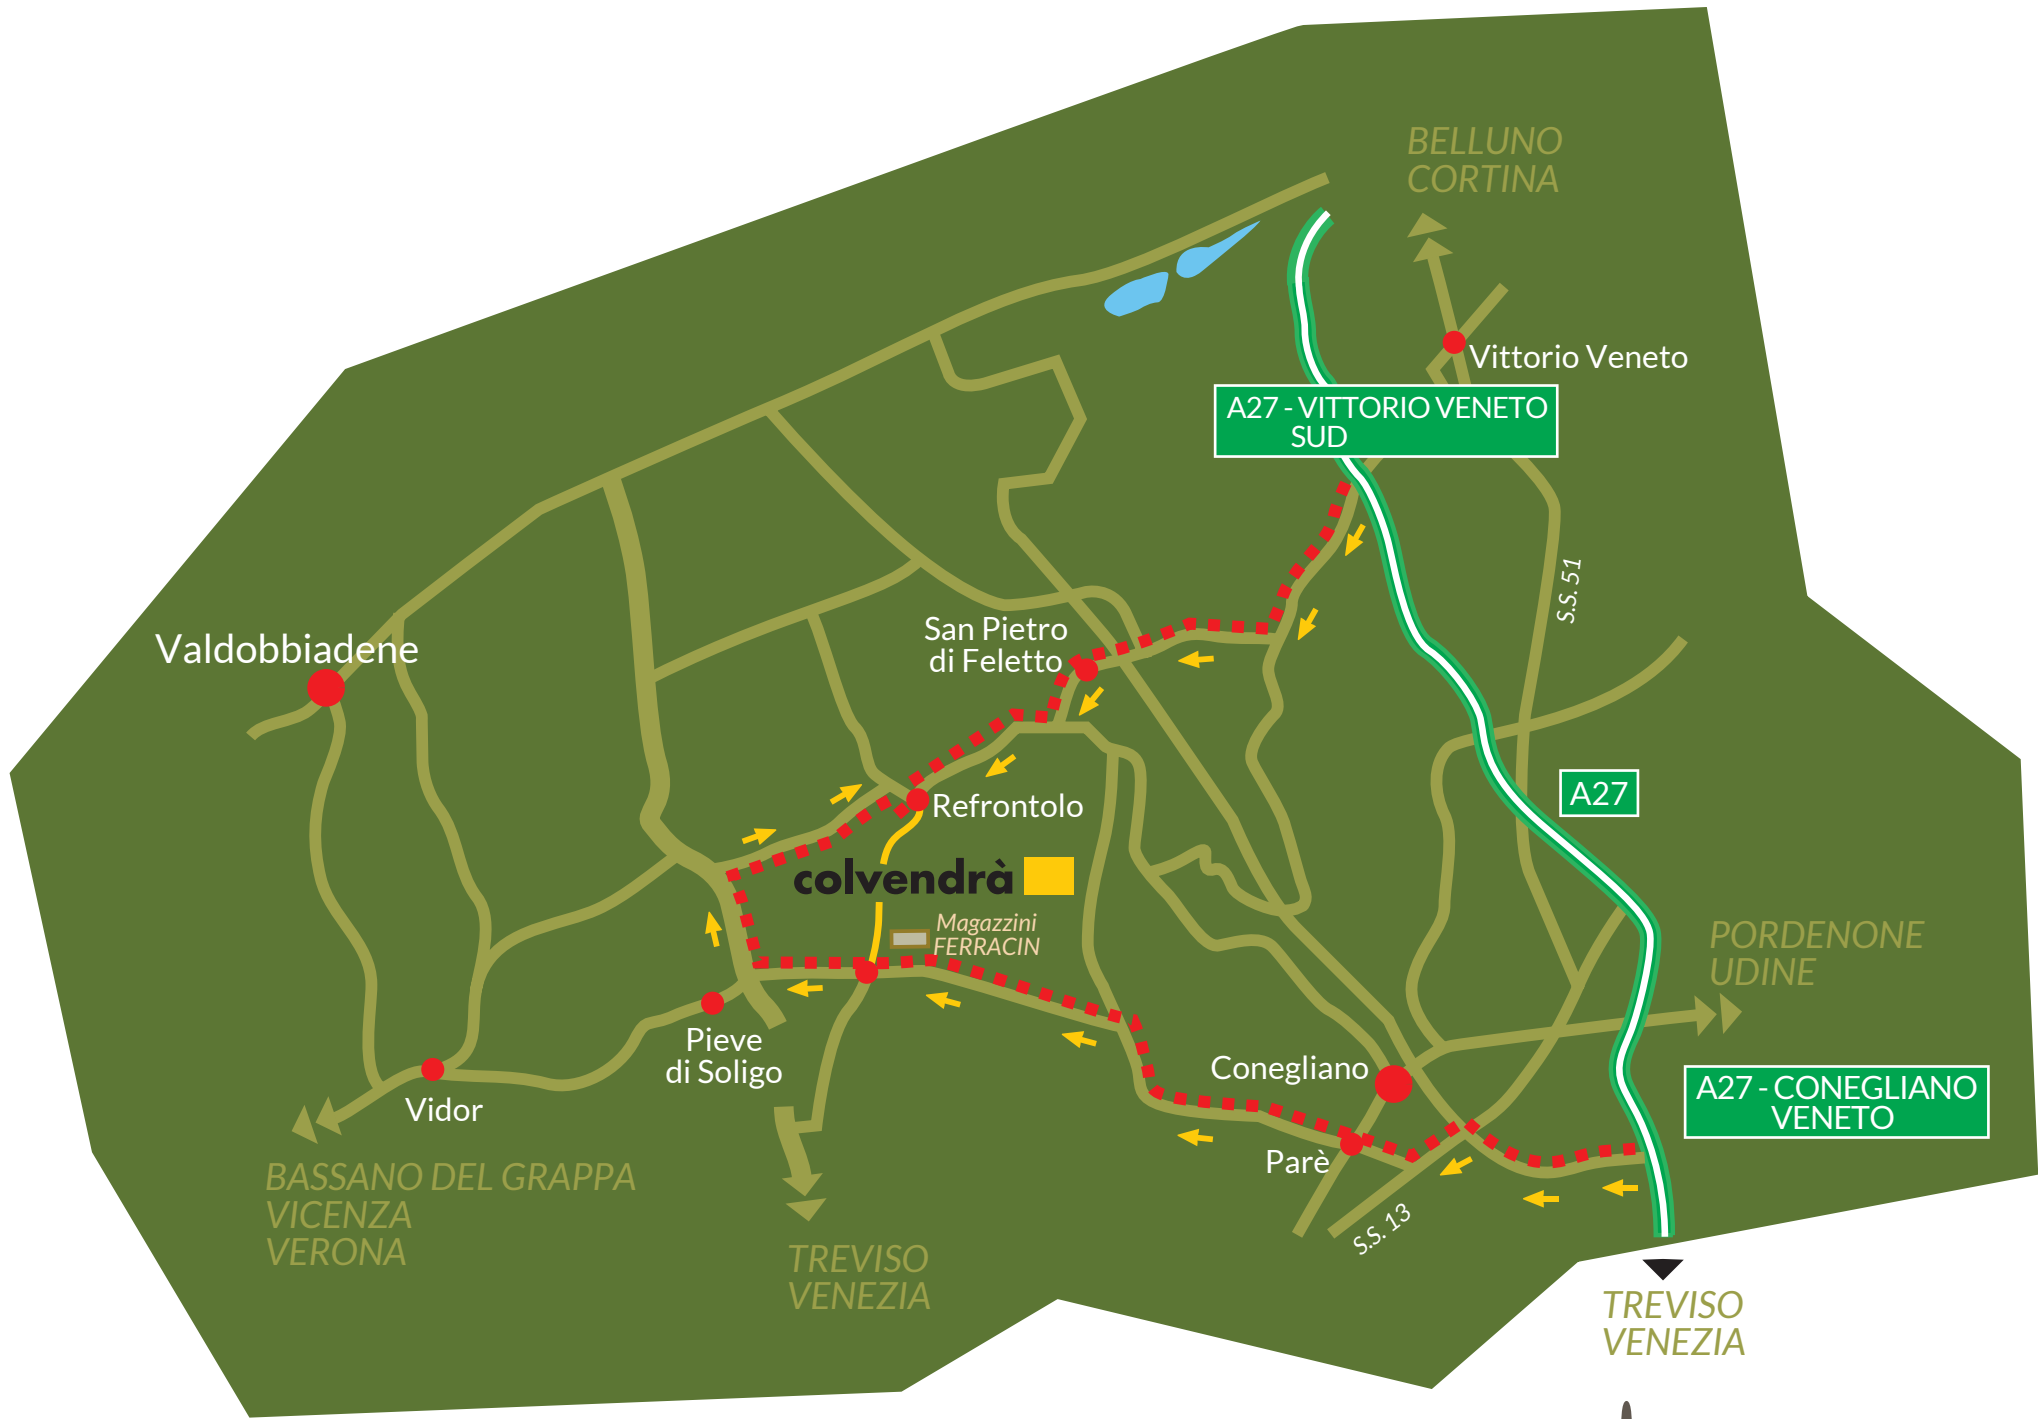 BELLUNO
CORTINA
Vittorio Veneto
A27 - VITTORIO VENETO
SUD
S.S. 51
San Pietro
di Feletto
Valdobbiadene
A27
Refrontolo
colvendrà
Magazzini
FERRACIN
PORDENONE
UDINE
Pieve
di Soligo
Conegliano
A27 - CONEGLIANO
VENETO
Vidor
Parè
S.S. 13
BASSANO DEL GRAPPA
VICENZA
VERONA
TREVISO
VENEZIA
TREVISO
VENEZIA